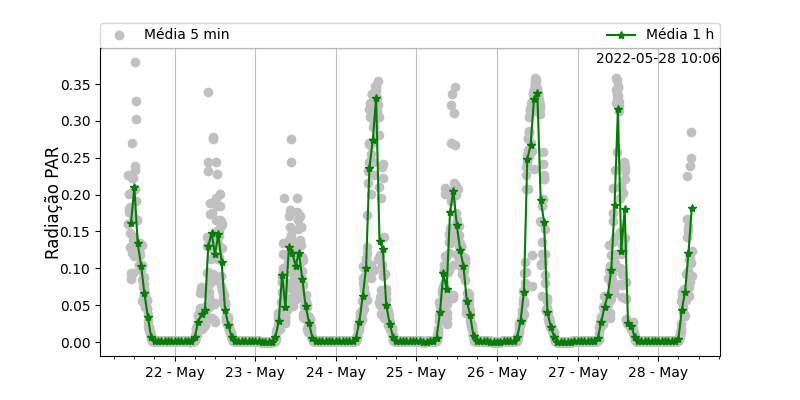 Média 5 min
Média 1 h
2022-05-28 10:06
Radiação PAR
0.35
0.30
0.25
0.20
0.15
0.10
0.05
0.00
22 - May
23 - May
24 - May
25 - May
26 - May
27 - May
28 - May